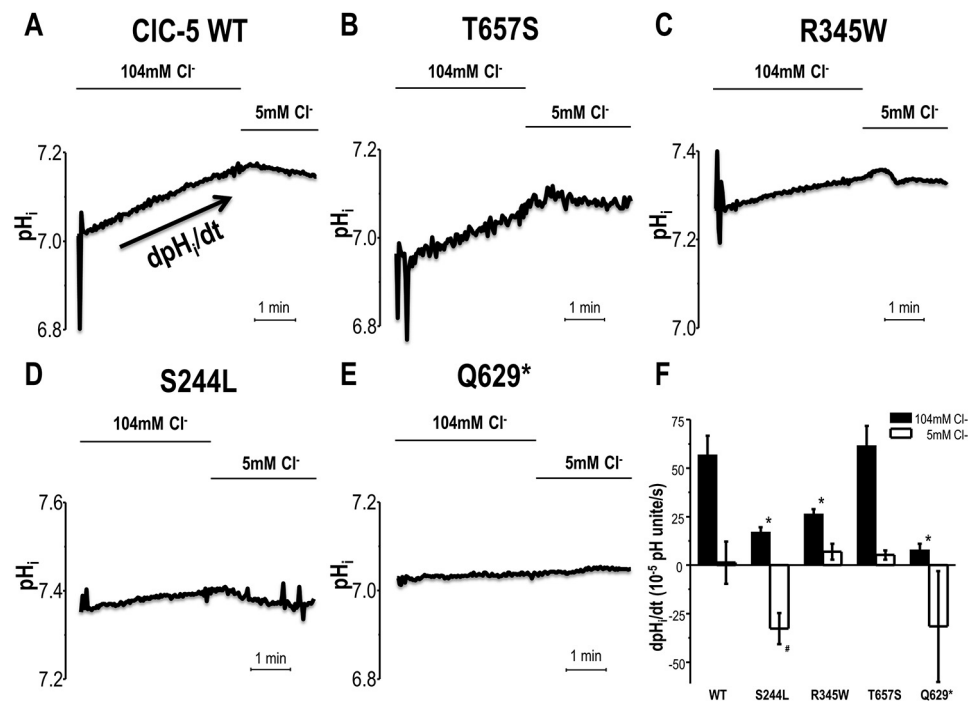 A ClC-5 WT
104mM Cl-
5mM Cl-
7.2
7.0
6.8
pHi
dpHi/dt
1 min
B T657S
104mM Cl-
5mM Cl-
7.2
7.0
6.8
pHi
1 min
C R345W
104mM Cl-
5mM Cl-
7.4
7.2
7.0
pHi
1 min
D S244L
104mM Cl-
5mM Cl-
7.6
7.4
7.2
pHi
1 min
E Q629*
104mM Cl-
5mM Cl-
7.2
7.0
6.8
pHi
1 min
F
104mM Cl-
5mM Cl-
75
50
25
0
-25
-50
dpHi/dt (10-5 pH unite/s)
*
*
*
#
WT S244L R345W T657S Q629*